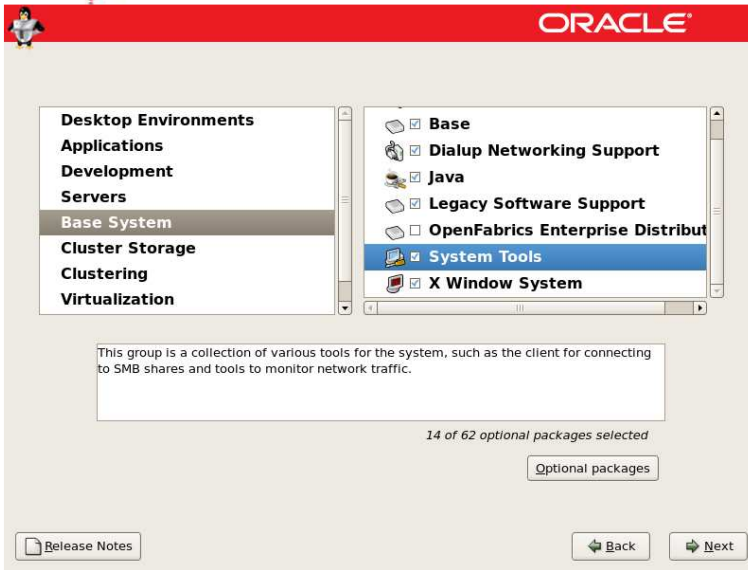 ORACLE®
Desktop Environments
Applications
Development
Servers
Base System
Cluster Storage
Clustering
Virtualization
Base
Dialup Networking Support
Java
Legacy Software Support
OpenFabrics Enterprise Distribut
System Tools
X Window System
This group is a collection of various tools for the system, such as the client for connecting
to SMB shares and tools to monitor network traffic.
14 of 62 optional packages selected
Optional packages
Release Notes
Back
Next